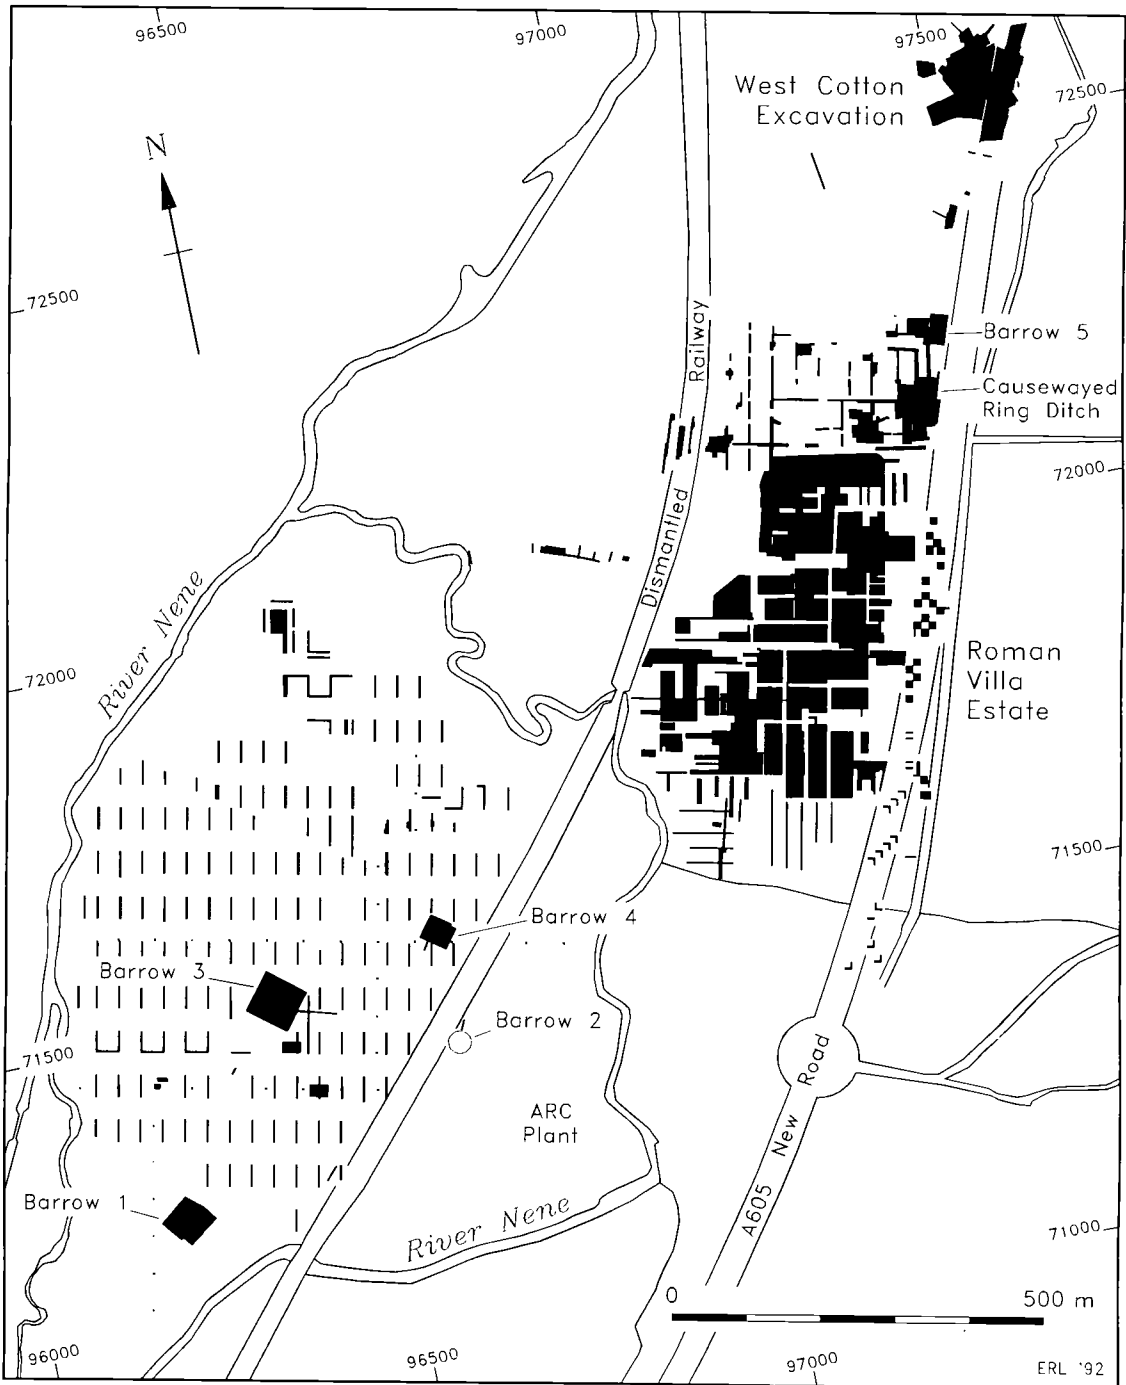 96500
97000
97500
72500
West Cotton
Excavation
N
72500
Railway
Barrow 5
Causewayed
Ring Ditch
72000
Dismantled
River Nene
Roman
Villa
Estate
72000
71500
Barrow 4
Barrow 3
Barrow 2
71500
A605 New Road
ARC
Plant
Barrow 1
River Nene
71000
0 500 m
96000
96500
97000
ERL '92